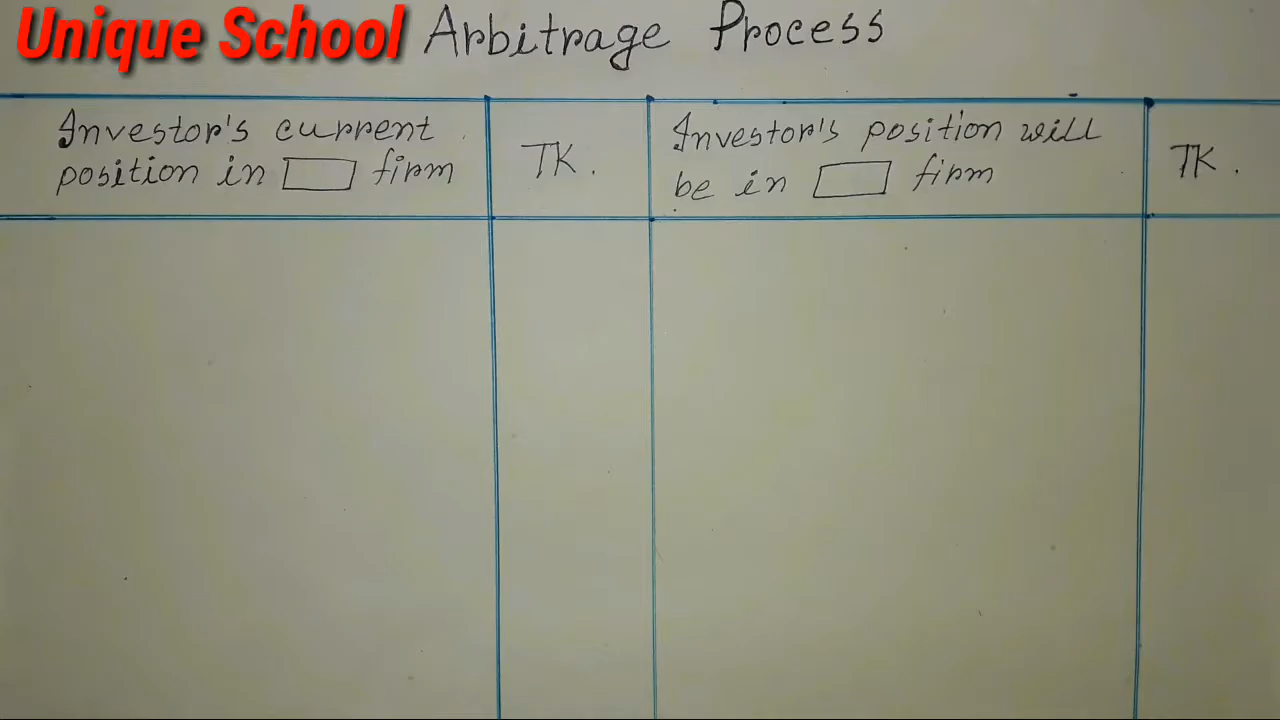 Unique School Arbitrage Process
Investor's current
position in firm
TK.
Investor's position will
be in firm
TK.